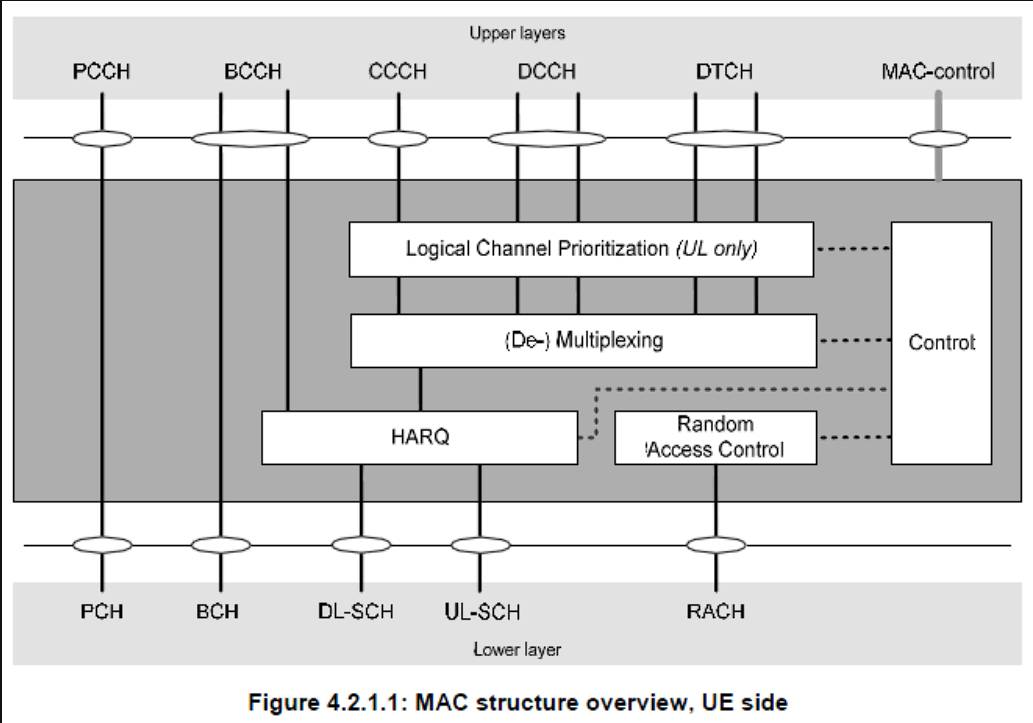 Upper layers
PCCH BCCH CCCH DCCH DTCH MAC-control
Logical Channel Prioritization (UL only)
(De-) Multiplexing
Control
HARQ
Random
Access Control
PCH BCH DL-SCH UL-SCH RACH
Lower layer
Figure 4.2.1.1: MAC structure overview, UE side